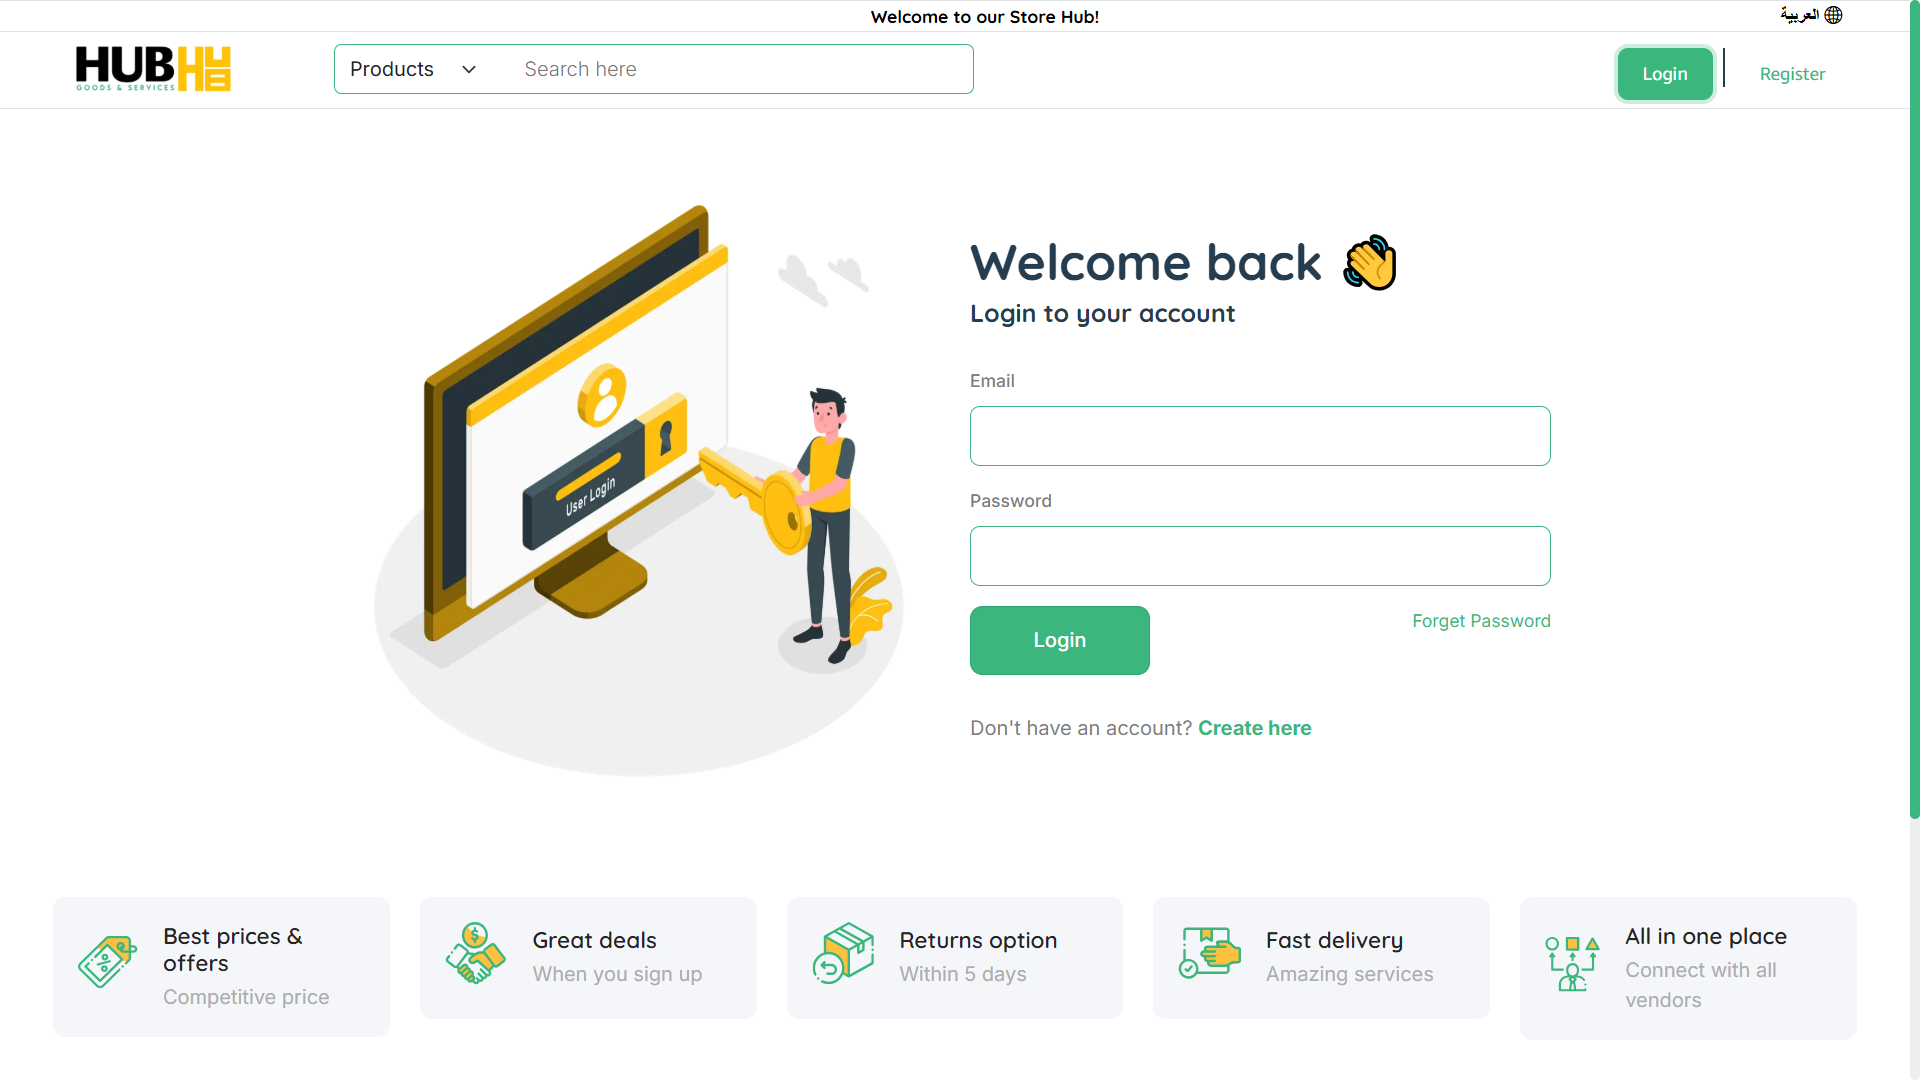 Welcome to our Store Hub!
العربية
HUB
GOODS & SERVICES
Products
Search here
Login
Register
Welcome back
Login to your account
Email
Password
Login
Forget Password
Don't have an account? Create here
User Login
Best prices &
offers
Competitive price
Great deals
When you sign up
Returns option
Within 5 days
Fast delivery
Amazing services
All in one place
Connect with all
vendors